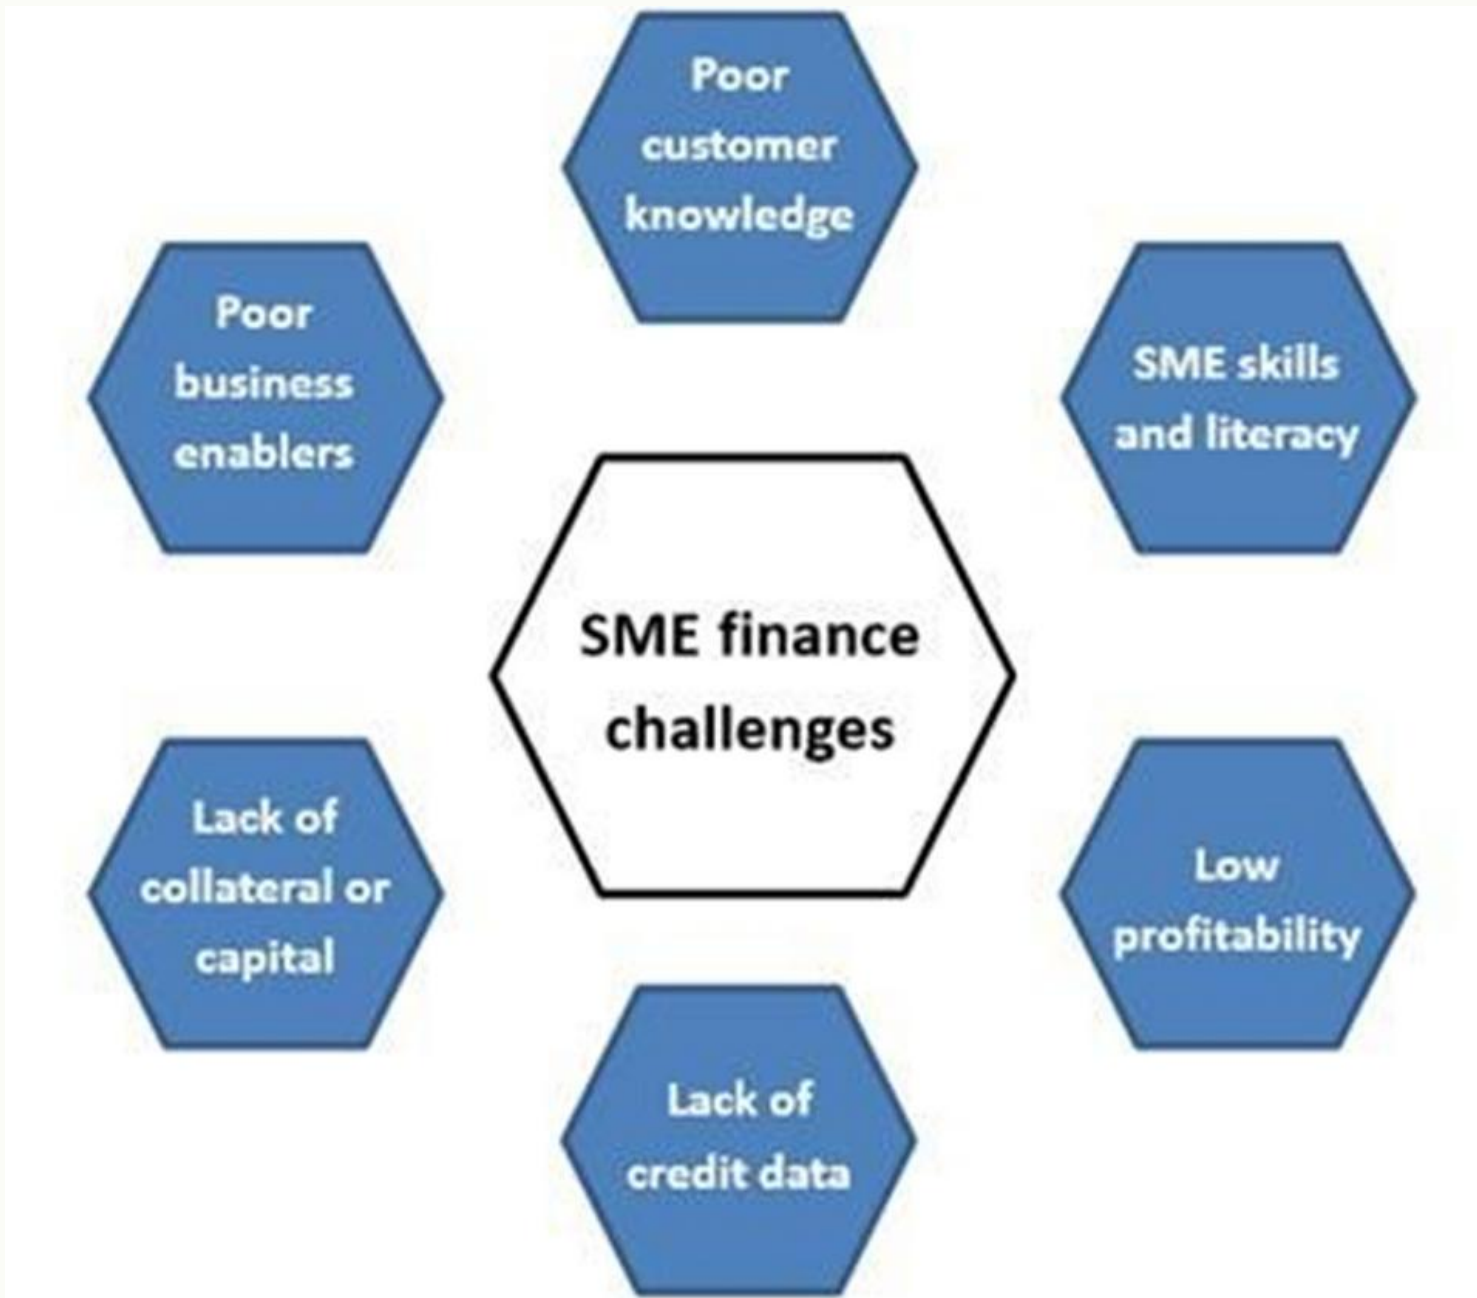 Poor
customer
knowledge
Poor
business
enablers
SME skills
and literacy
SME finance
challenges
Lack of
collateral or
capital
Low
profitability
Lack of
credit data